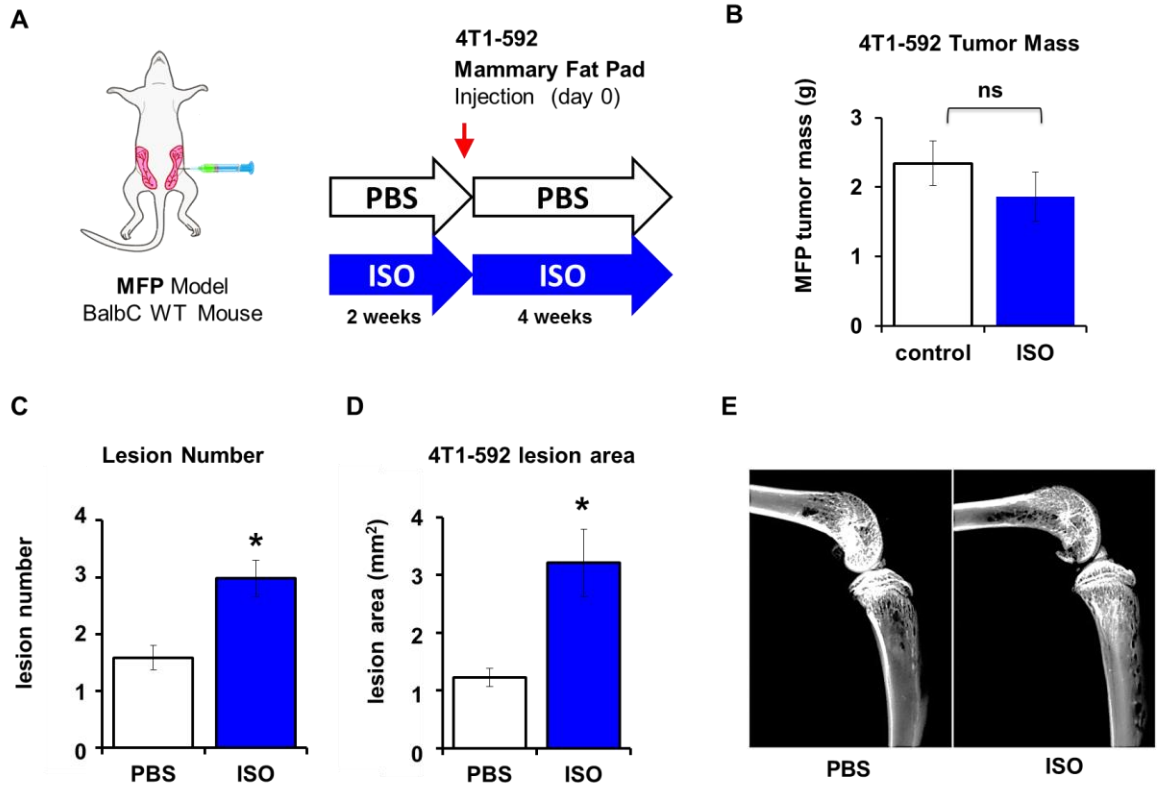 A
4T1-592
Mammary Fat Pad
Injection (day 0)
PBS
PBS
ISO
ISO
2 weeks
4 weeks
MFP Model
BalbC WT Mouse
B
4T1-592 Tumor Mass
ns
MFP tumor mass (g)
3
2
1
0
control
ISO
C
Lesion Number
lesion number
4
3
2
1
0
*
PBS
ISO
D
4T1-592 lesion area
lesion area (mm²)
4
3
2
1
0
*
PBS
ISO
E
PBS
ISO